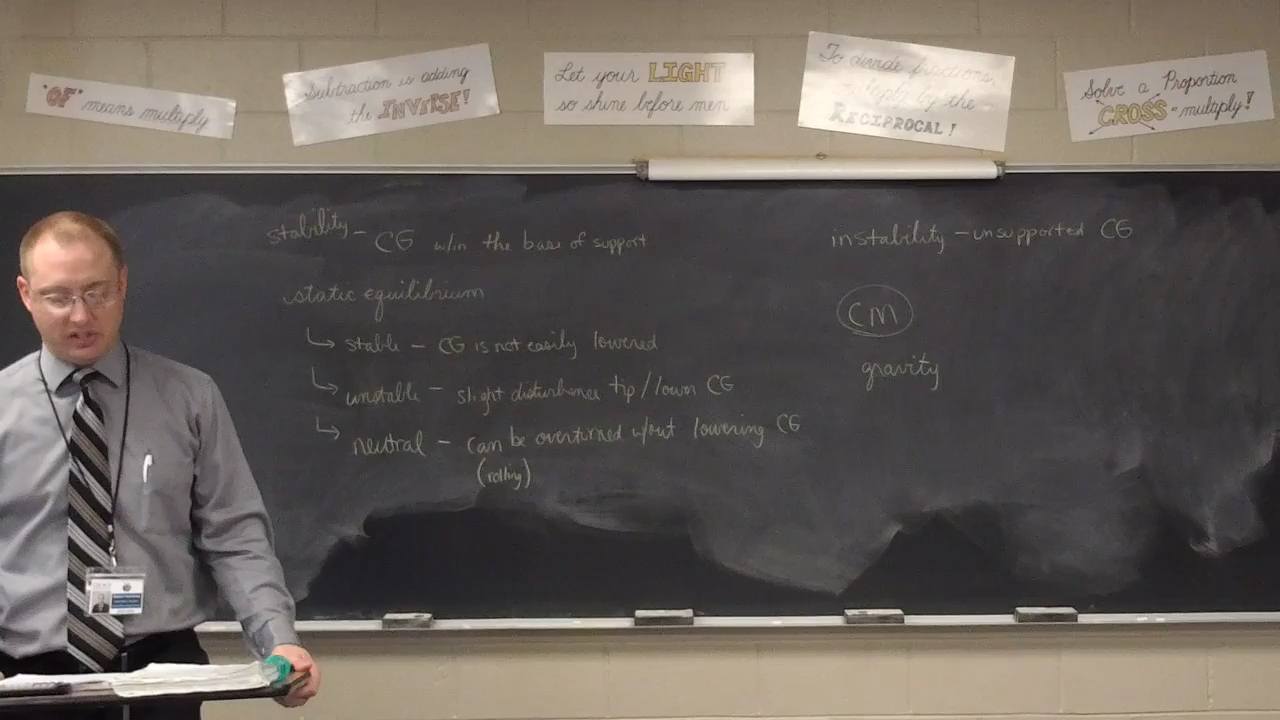 "OF" means multiply
Subtraction is adding
the INVERSE!
Let your LIGHT
so shine before men
To divide fractions,
multiply by the
RECIPROCAL!
Solve a Proportion
CROSS-multiply!
stability - CG w/in the base of support
static equilibrium
↳ stable - CG is not easily lowered
↳ unstable - slight disturbance tip//lowers CG
↳ neutral - can be overturned w/out lowering CG
(rolling)
instability - unsupported CG
CM
gravity